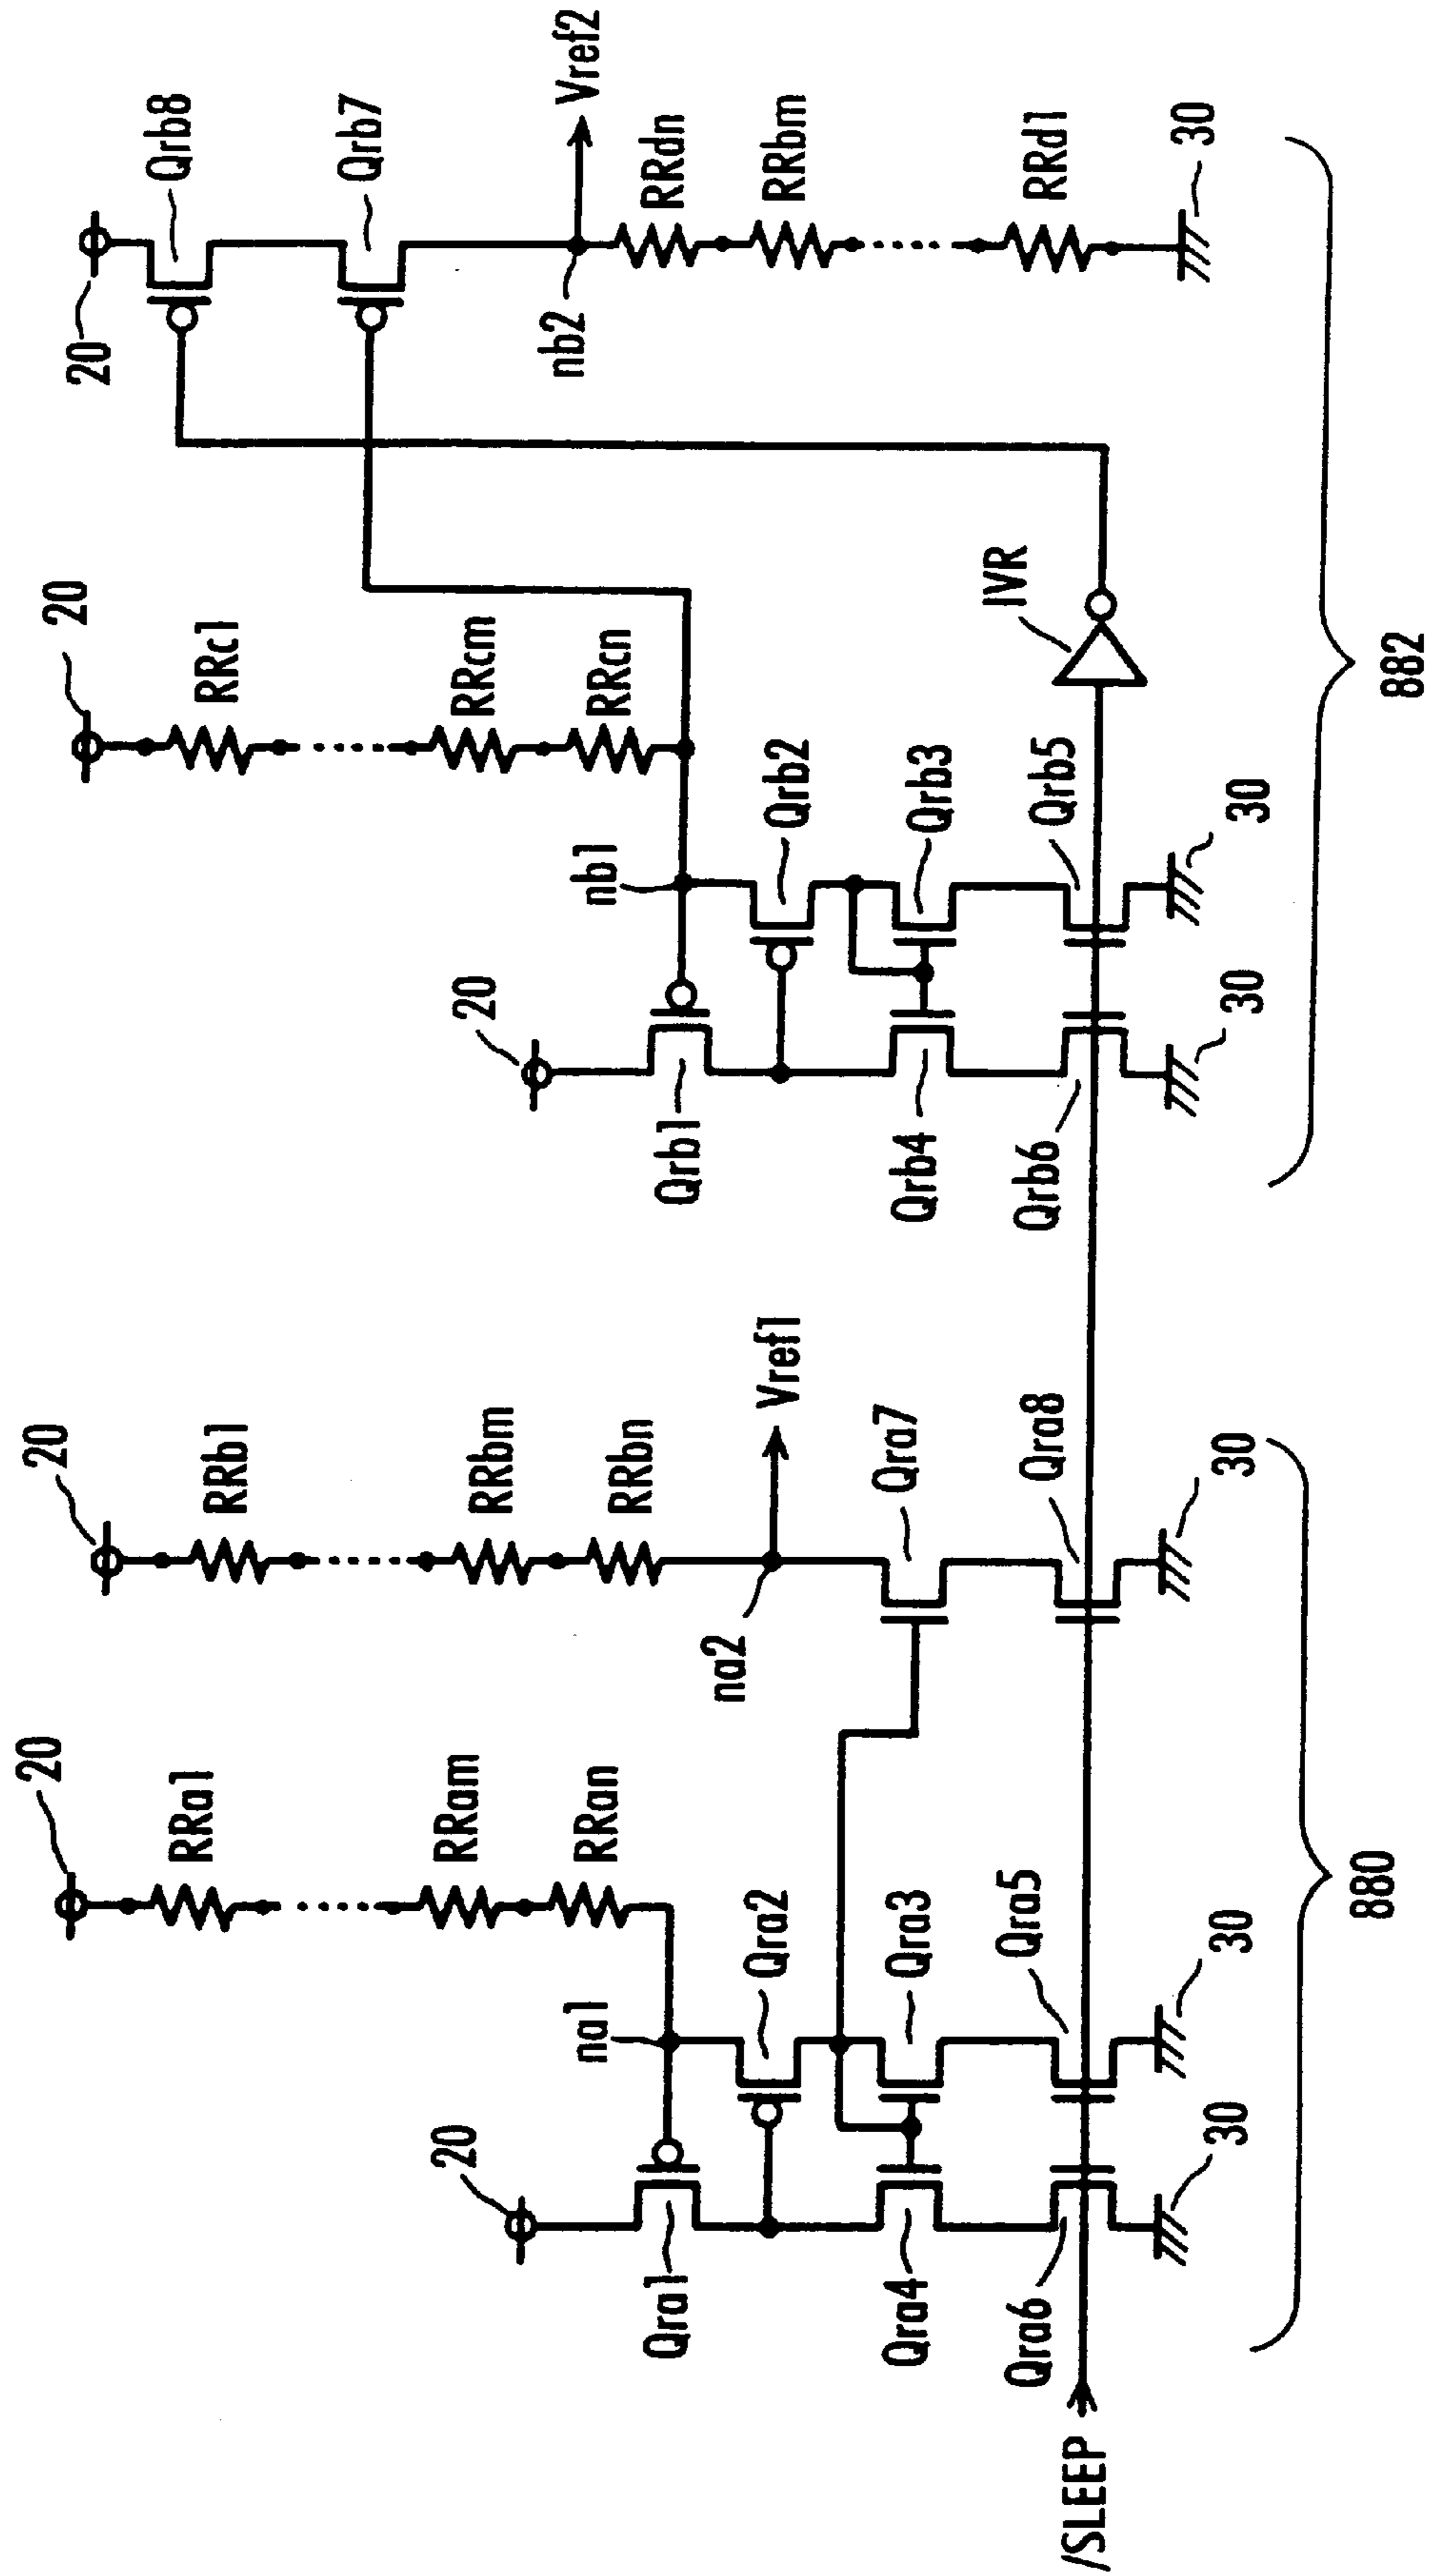 20
20
20
20
20
20
RRa1
RRb1
RRc1
Qrb8
RRam
RRbm
RRcm
Qrb7
RRan
RRbn
RRcn
na1
nb1
nb2
Vref2
Qra1
Qra2
na2
Vref1
Qrb1
Qrb2
RRdn
RRbm
Qra4
Qra3
Qra7
Qrb4
Qrb3
RRd1
/SLEEP
Qra6
Qra5
Qra8
Qrb6
Qrb5
IVR
30
30
30
30
30
30
880
882